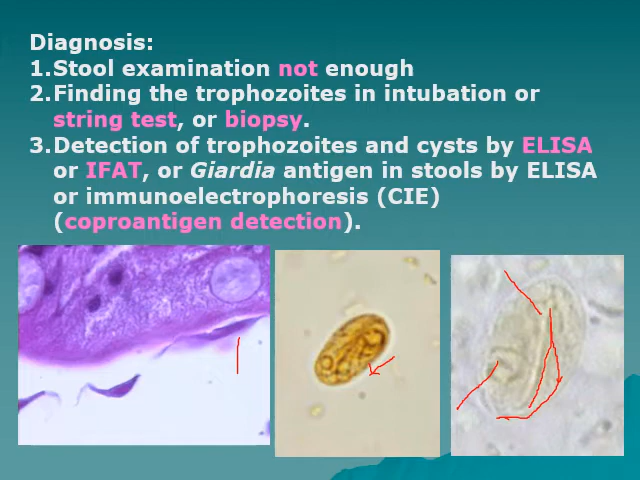 Diagnosis:
1.Stool examination not enough
2.Finding the trophozoites in intubation or
string test, or biopsy.
3.Detection of trophozoites and cysts by ELISA
or IFAT, or Giardia antigen in stools by ELISA
or immunoelectrophoresis (CIE)
(coproantigen detection).